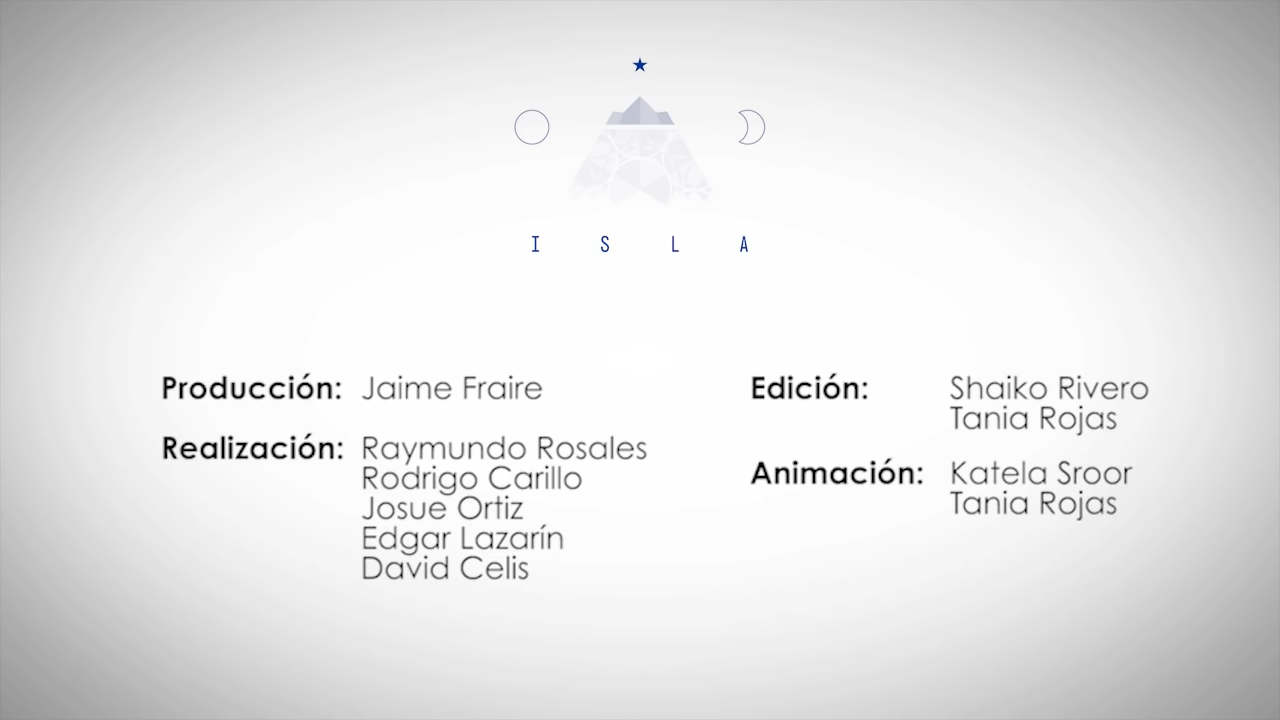 I S L A
Producción: Jaime Fraire
Realización: Raymundo Rosales
Rodrigo Carillo
Josue Ortiz
Edgar Lazarín
David Celis
Edición: Shaiko Rivero
Tania Rojas
Animación: Katela Sroor
Tania Rojas